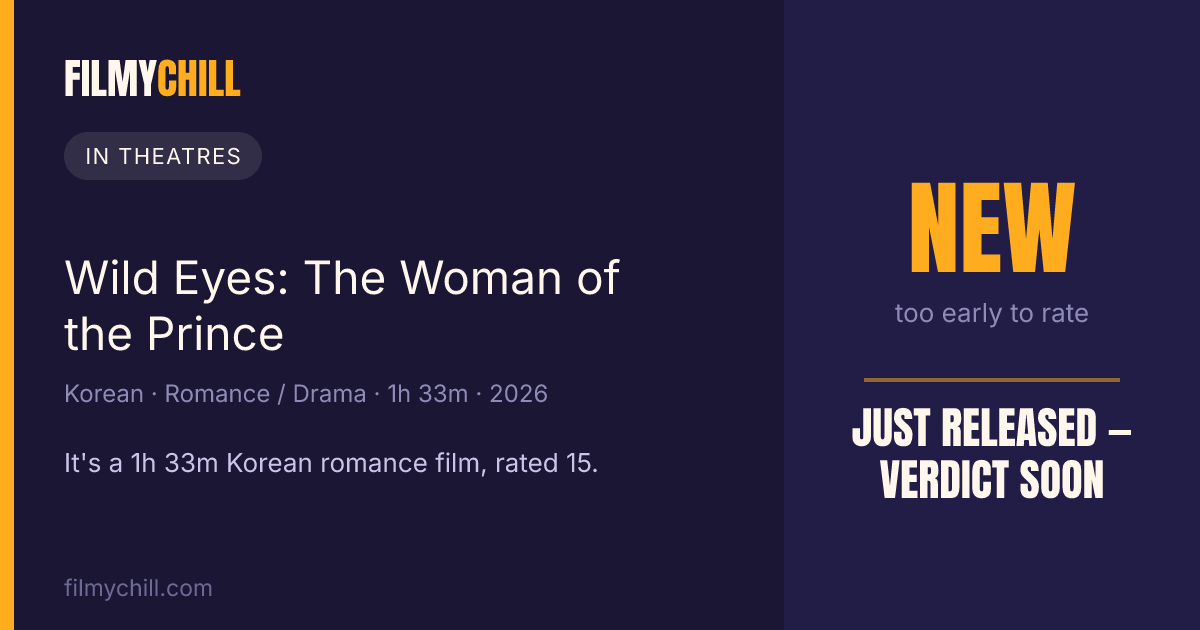 FILMYCHILL
IN THEATRES
Wild Eyes: The Woman of
the Prince
Korean · Romance / Drama · 1h 33m · 2026
It's a 1h 33m Korean romance film, rated 15.
filmychill.com
NEW
too early to rate
JUST RELEASED —
VERDICT SOON